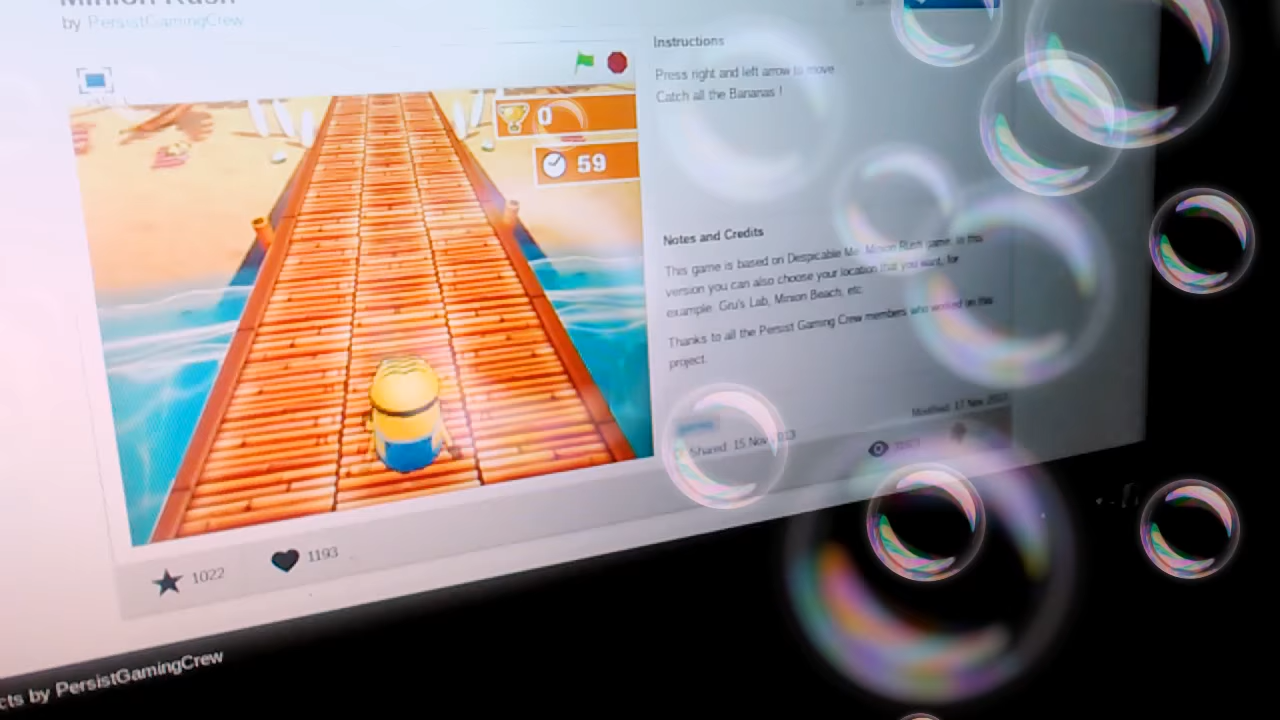 Minion Rush
by PersistGamingCrew
0
59
Instructions
Press right and left arrow to move
Catch all the Bananas !
Notes and Credits
This game is based on Despicable Me: Minion Rush game. In this
version you can also choose your location that you want, for
example: Gru's Lab, Minion Beach, etc.
Thanks to all the Persist Gaming Crew members who worked on this
project.
Shared: 15 Nov
Modified: 17 Nov
1022
1193
cts by PersistGamingCrew